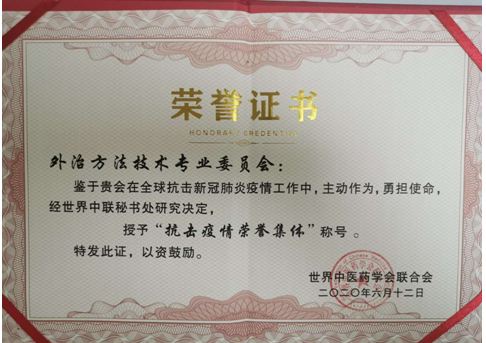 荣誉证书
HONORARY CREDENTIAL
外治方法技术专业委员会：
鉴于贵会在全球抗击新冠肺炎疫情工作中，主动作为，勇担使命，
经世界中联秘书处研究决定，
授予“抗击疫情荣誉集体”称号。
特发此证，以资鼓励。
世界中医药学会联合会
二〇二〇年六月十二日